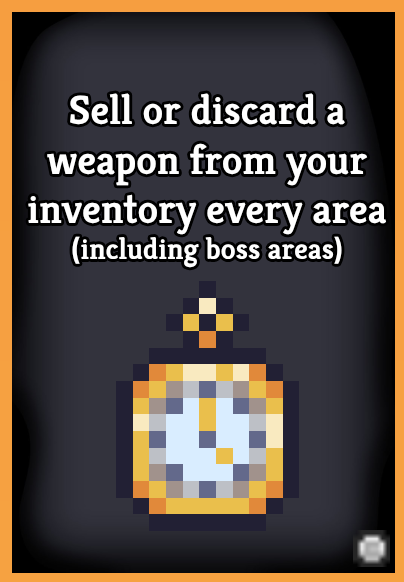 Sell or discard a
weapon from your
inventory every area
(including boss areas)